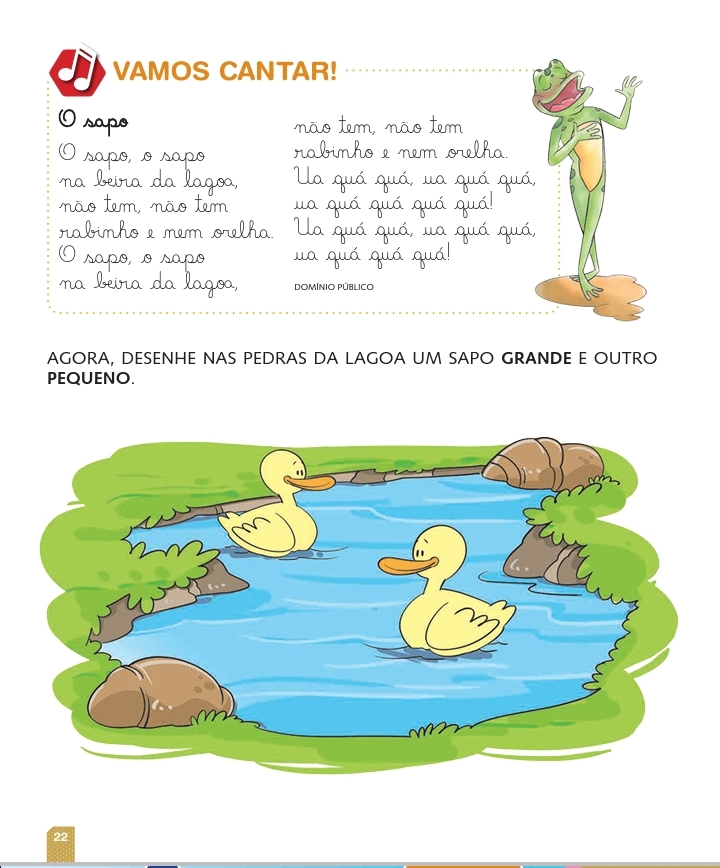 VAMOS CANTAR!
O sapo
O sapo, o sapo
na beira da lagoa,
não tem, não tem
rabinho e nem orelha.
O sapo, o sapo
na beira da lagoa,
não tem, não tem
rabinho e nem orelha.
Ua quá quá, ua quá quá,
ua quá quá quá quá!
Ua quá quá, ua quá quá,
ua quá quá quá!
DOMÍNIO PÚBLICO
AGORA, DESENHE NAS PEDRAS DA LAGOA UM SAPO GRANDE E OUTRO
PEQUENO.
22